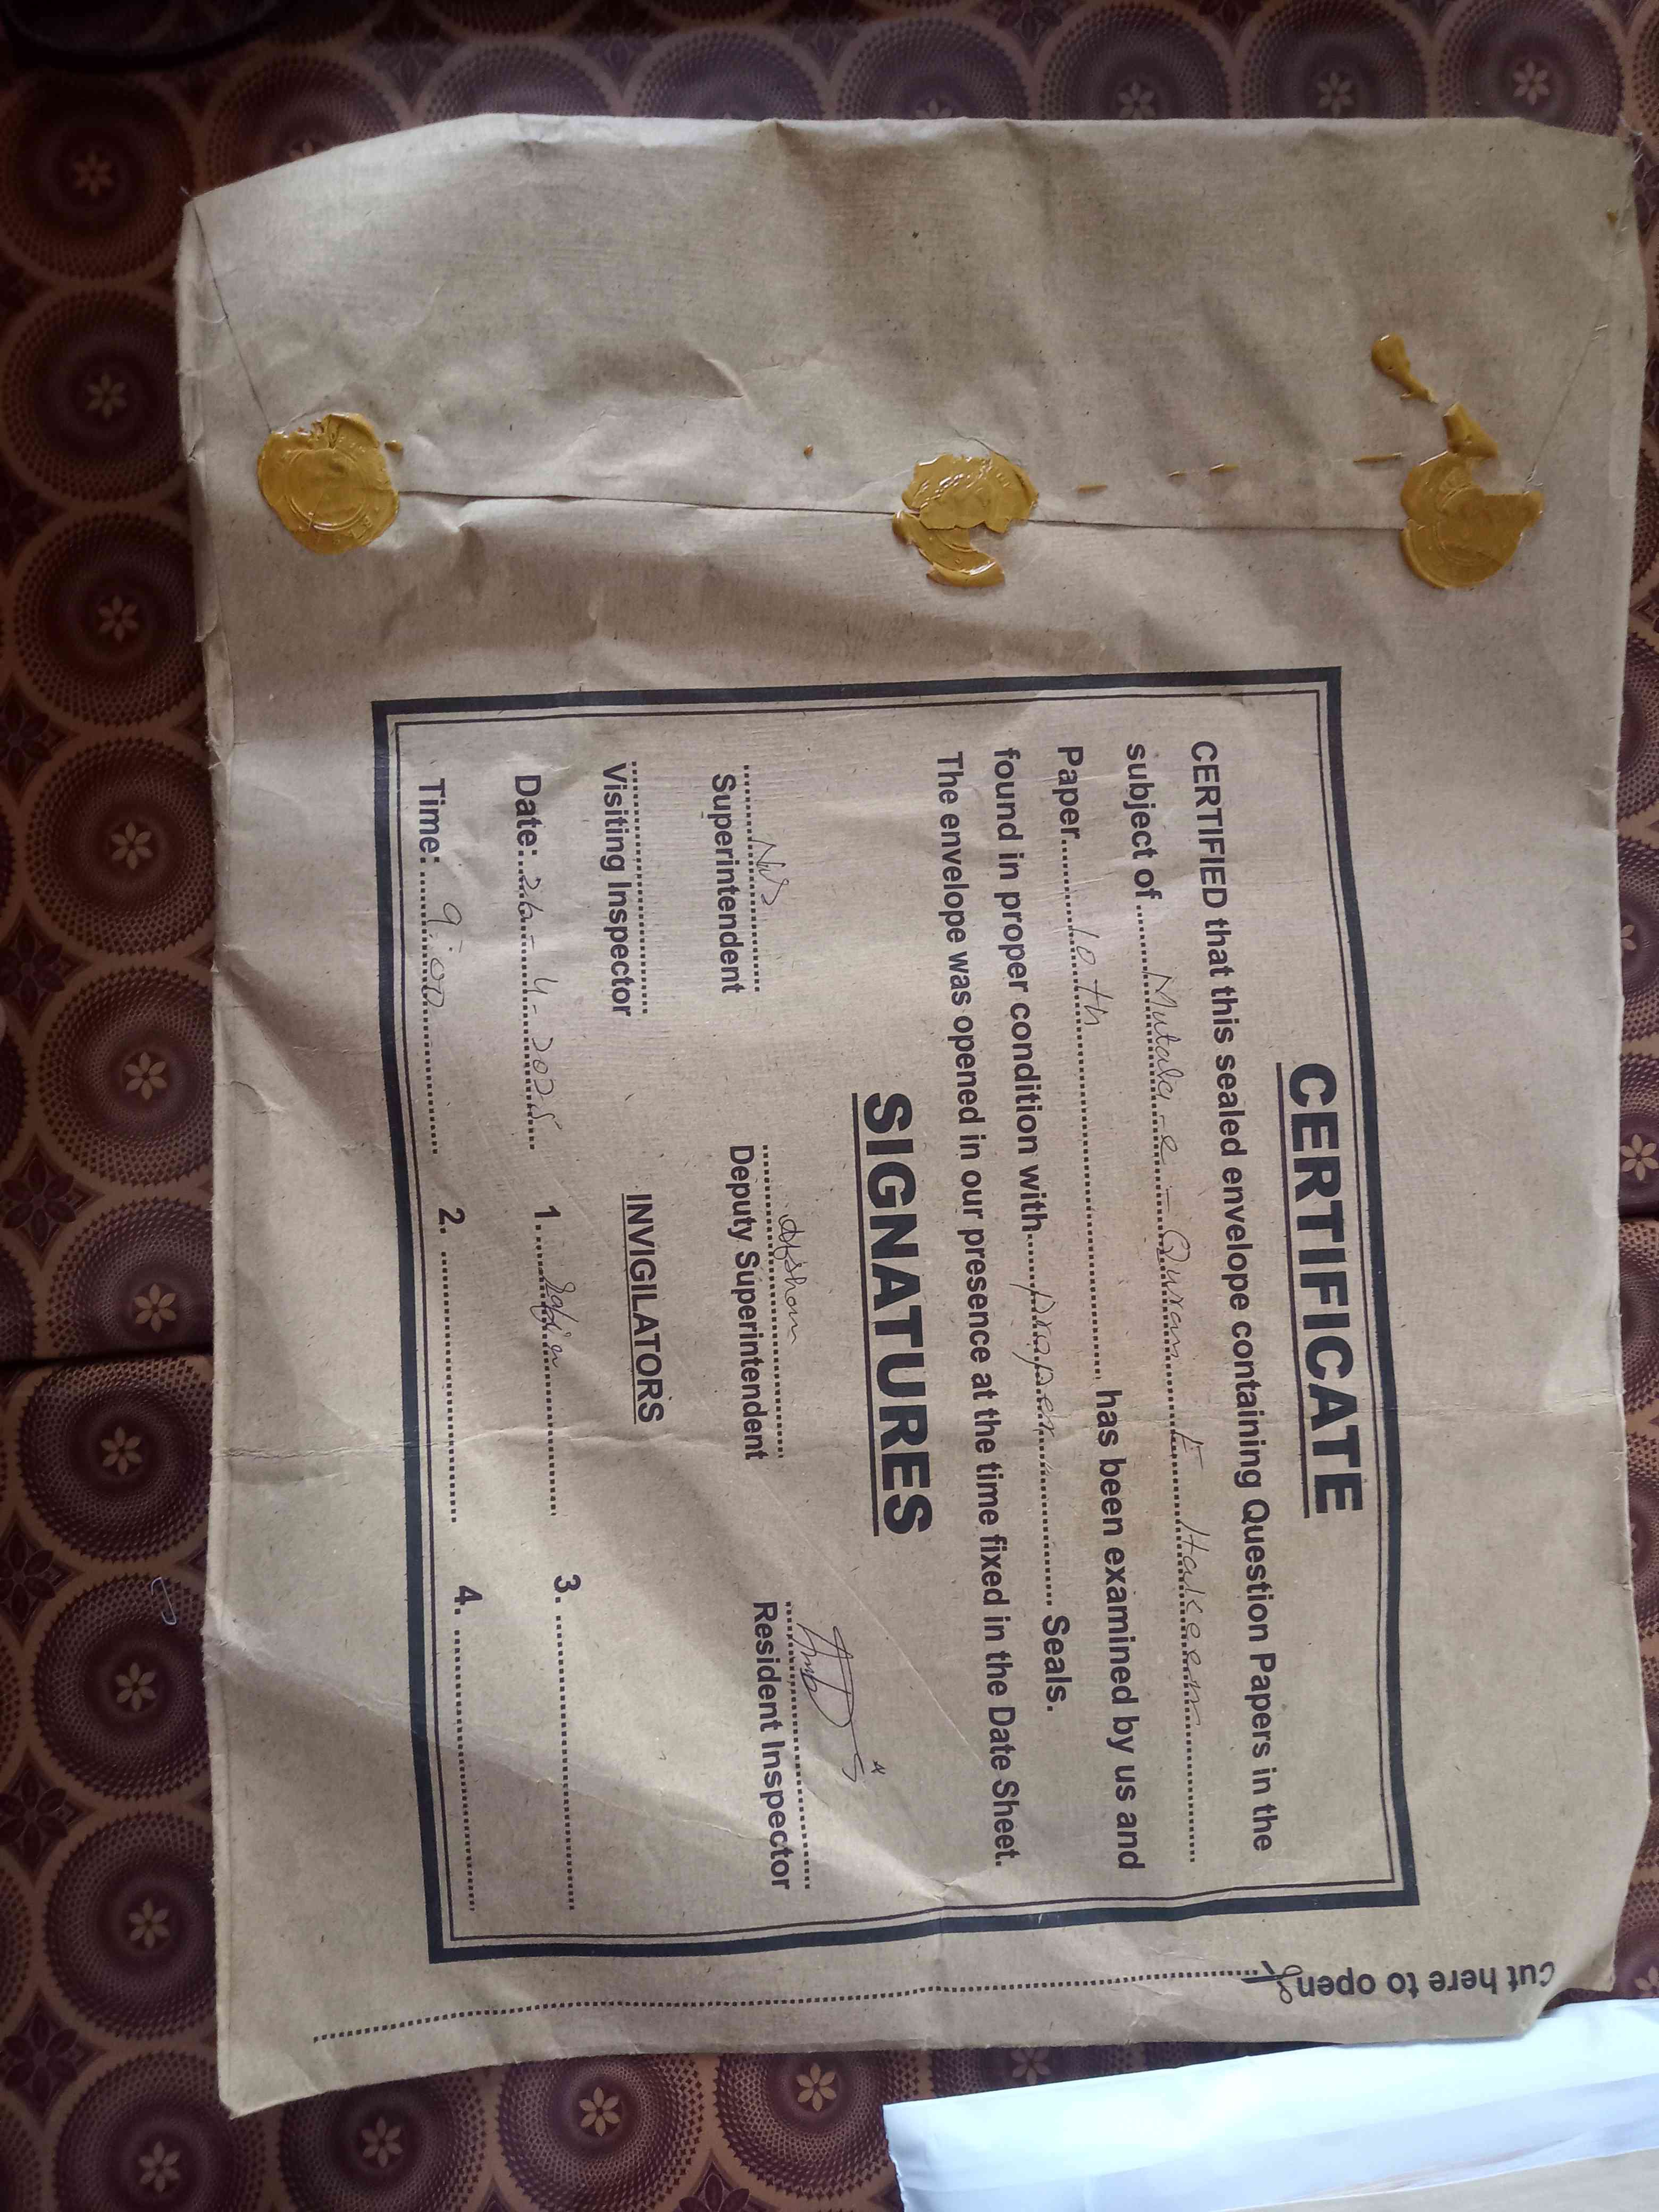 CERTIFICATE
CERTIFIED that this sealed envelope containing Question Papers in the
subject of ........ Mutala-e-Quran E Hakeem ........
Paper........ 10th ........ has been examined by us and
found in proper condition with........ proper ........ Seals.
The envelope was opened in our presence at the time fixed in the Date Sheet.
SIGNATURES
Afshan
Superintendent Deputy Superintendent Resident Inspector
Visiting Inspector INVIGILATORS
Date: 26-4-2025 1. ........ 3. ........
Time: 9:00 2. ........ 4. ........
Cut here to open